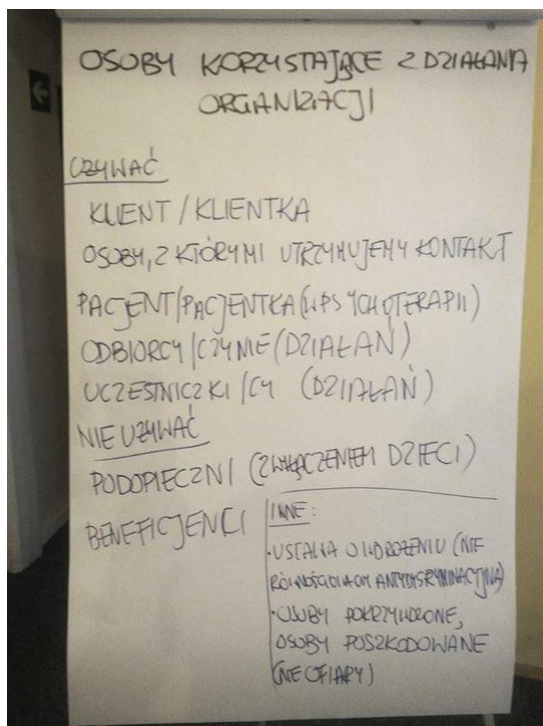 OSOBY KORZYSTAJĄCE Z DZIAŁANIA
ORGANIZACJI
UŻYWAĆ
KLIENT / KLIENTKA
OSOBY, Z KTÓRYMI UTRZYMUJEMY KONTAKT
PACJENT/PACJENTKA (W PSYCHOTERAPII)
ODBIORCY/CZYNIE (DZIAŁAŃ)
UCZESTNICZKI/CY (DZIAŁAŃ)
NIE UŻYWAĆ
PODOPIECZNI (Z WYŁĄCZENIEM DZIECI)
BENEFICJENCI
INNE:
• USTAWA O WDROŻENIU (NIE
RÓWNOŚCIOWA CZY ANTYDYSKRYMINACYJNA)
• OSOBY POKRZYWDZONE,
OSOBY POSZKODOWANE
(NIE OFIARY)